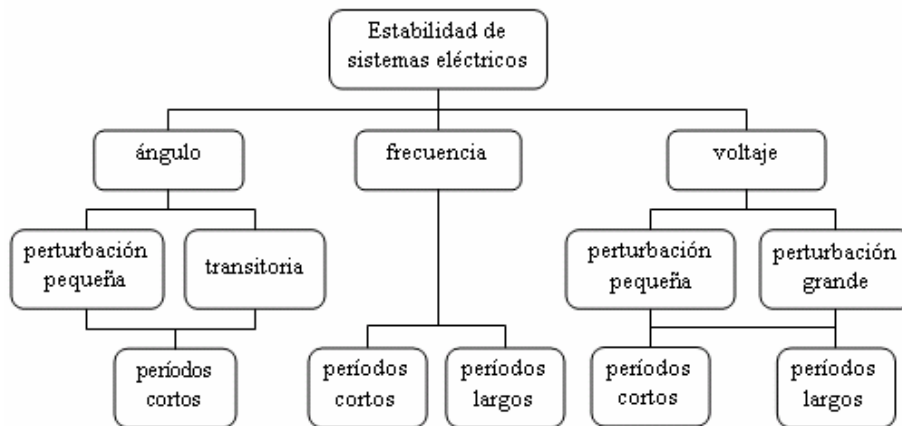 Estabilidad de
sistemas eléctricos
ángulo
frecuencia
voltaje
perturbación
pequeña
transitoria
perturbación
pequeña
perturbación
grande
períodos
cortos
períodos
cortos
períodos
largos
períodos
cortos
períodos
largos